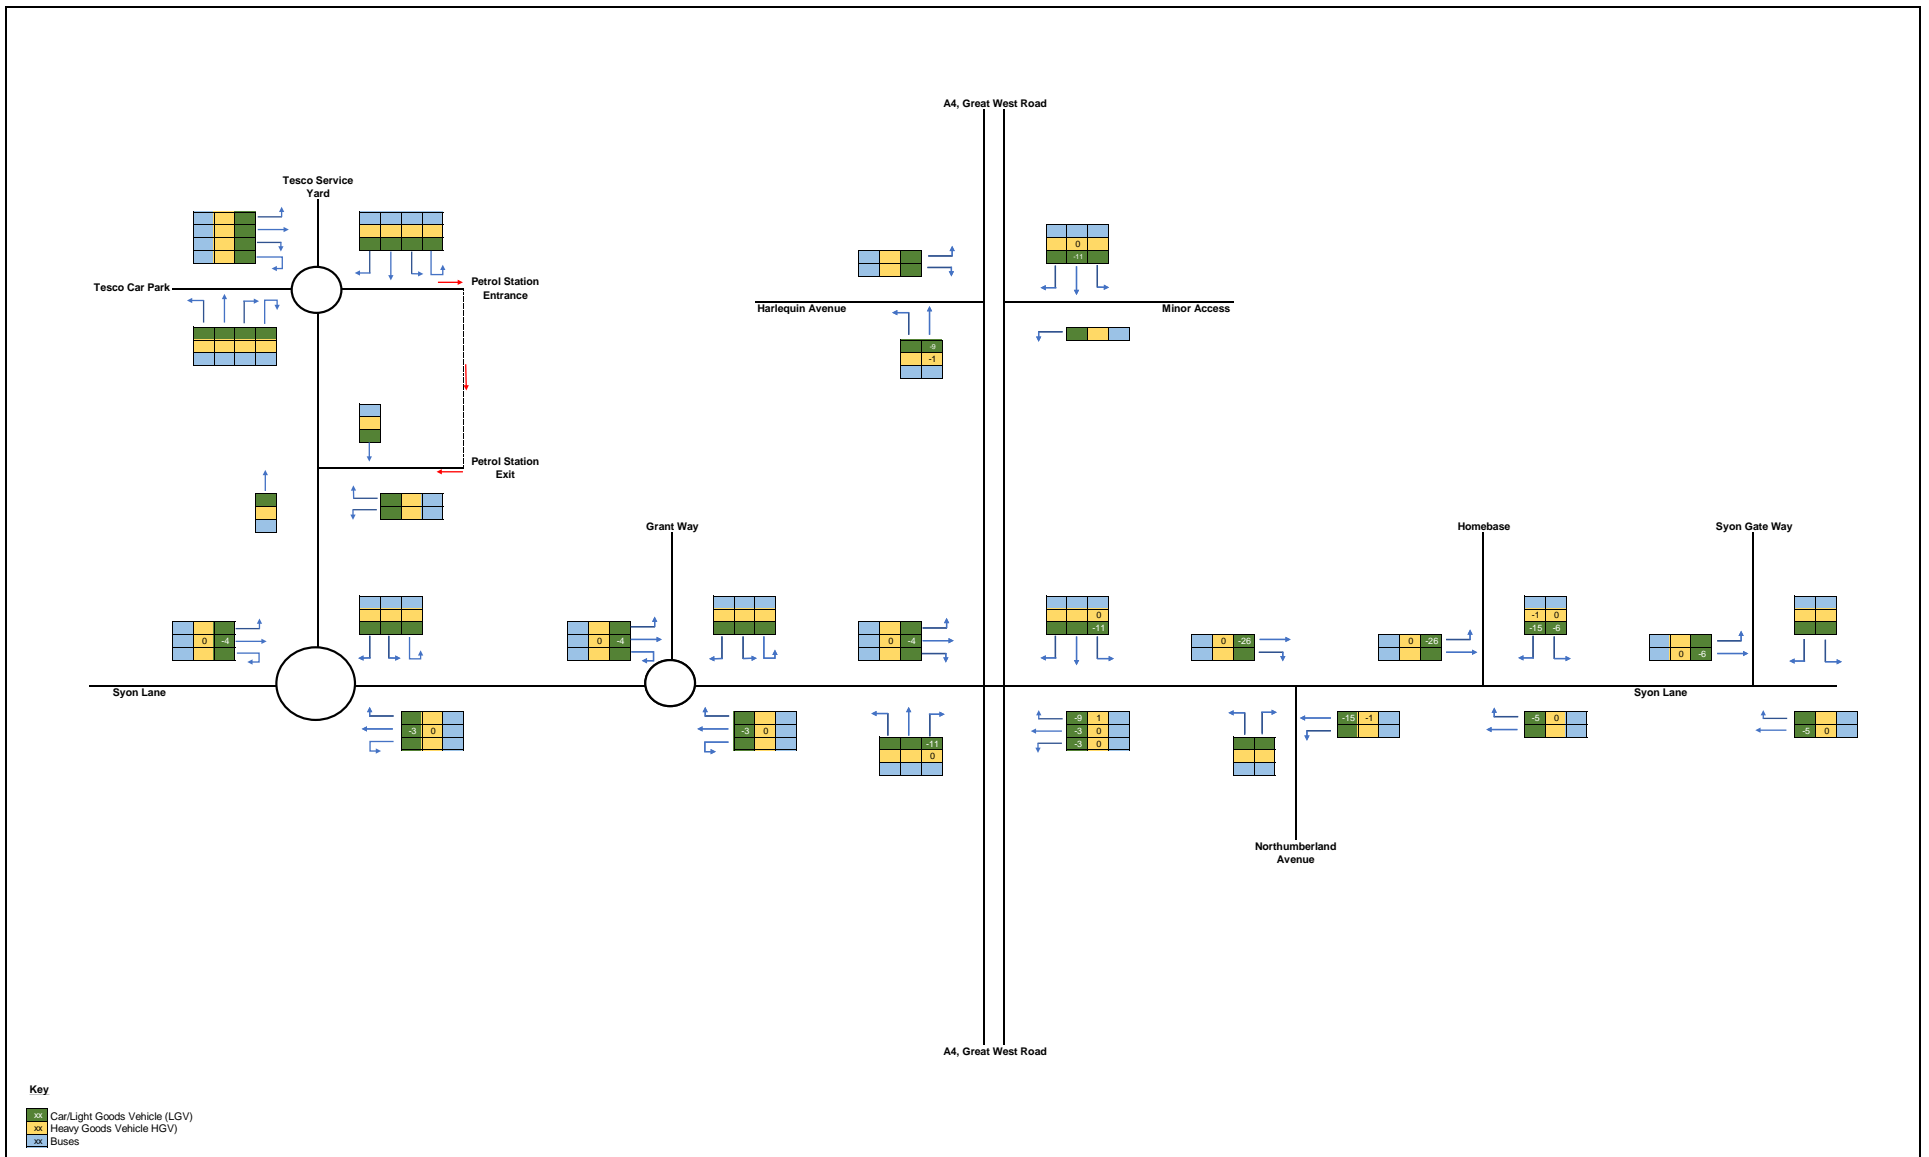 A4, Great West Road
Tesco Service
Yard
0
-11
Tesco Car Park
Petrol Station
Entrance
Harlequin Avenue
Minor Access
-9
-1
Petrol Station
Exit
Grant Way
Homebase
Syon Gate Way
0 -4
0 -4
0 -4
0
-11
0 -26
0 -26
-1 0
-15 -6
0 -6
Syon Lane
Syon Lane
-3 0
-3 0
-11
0
-9 1
-3 0
-3 0
-15 -1
-5 0
-5 0
Northumberland
Avenue
A4, Great West Road
Key
xx Car/Light Goods Vehicle (LGV)
xx Heavy Goods Vehicle HGV)
xx Buses